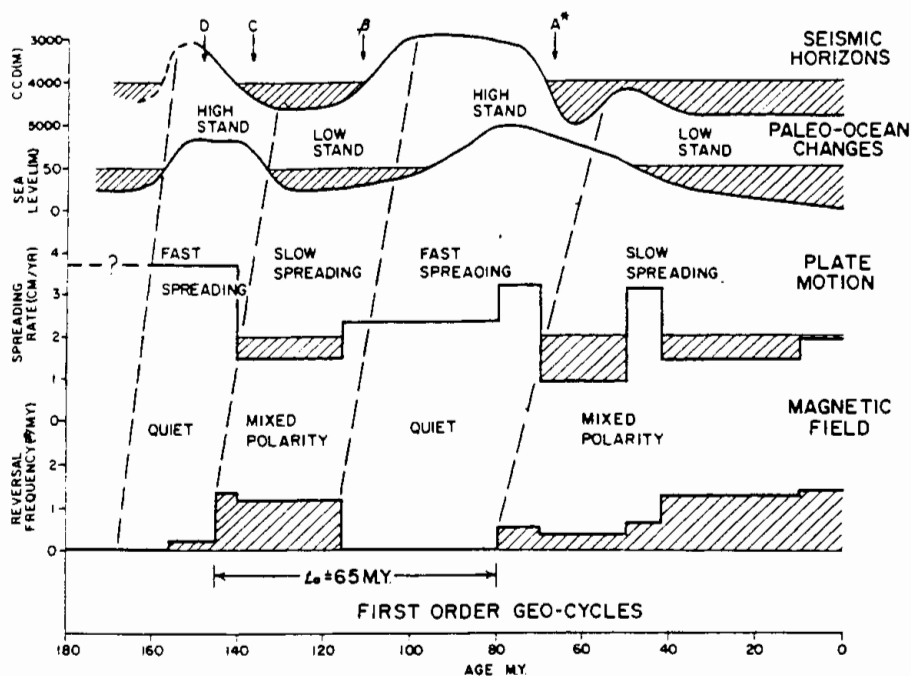 D C β A*
SEISMIC
HORIZONS
CCD(M)
3000
4000
5000
HIGH
STAND
LOW
STAND
HIGH
STAND
LOW
STAND
PALEO-OCEAN
CHANGES
SEA
LEVEL(M)
50
0
SPREADING
RATE(CM/YR)
4
3
2
1
0
?
FAST
SPREADING
SLOW
SPREADING
FAST
SPREADING
SLOW
SPREADING
PLATE
MOTION
QUIET
MIXED
POLARITY
QUIET
MIXED
POLARITY
MAGNETIC
FIELD
REVERSAL
FREQUENCY
2
1
0
±65 M.Y.
FIRST ORDER GEO-CYCLES
180 160 140 120 100 80 60 40 20 0
AGE M.Y.